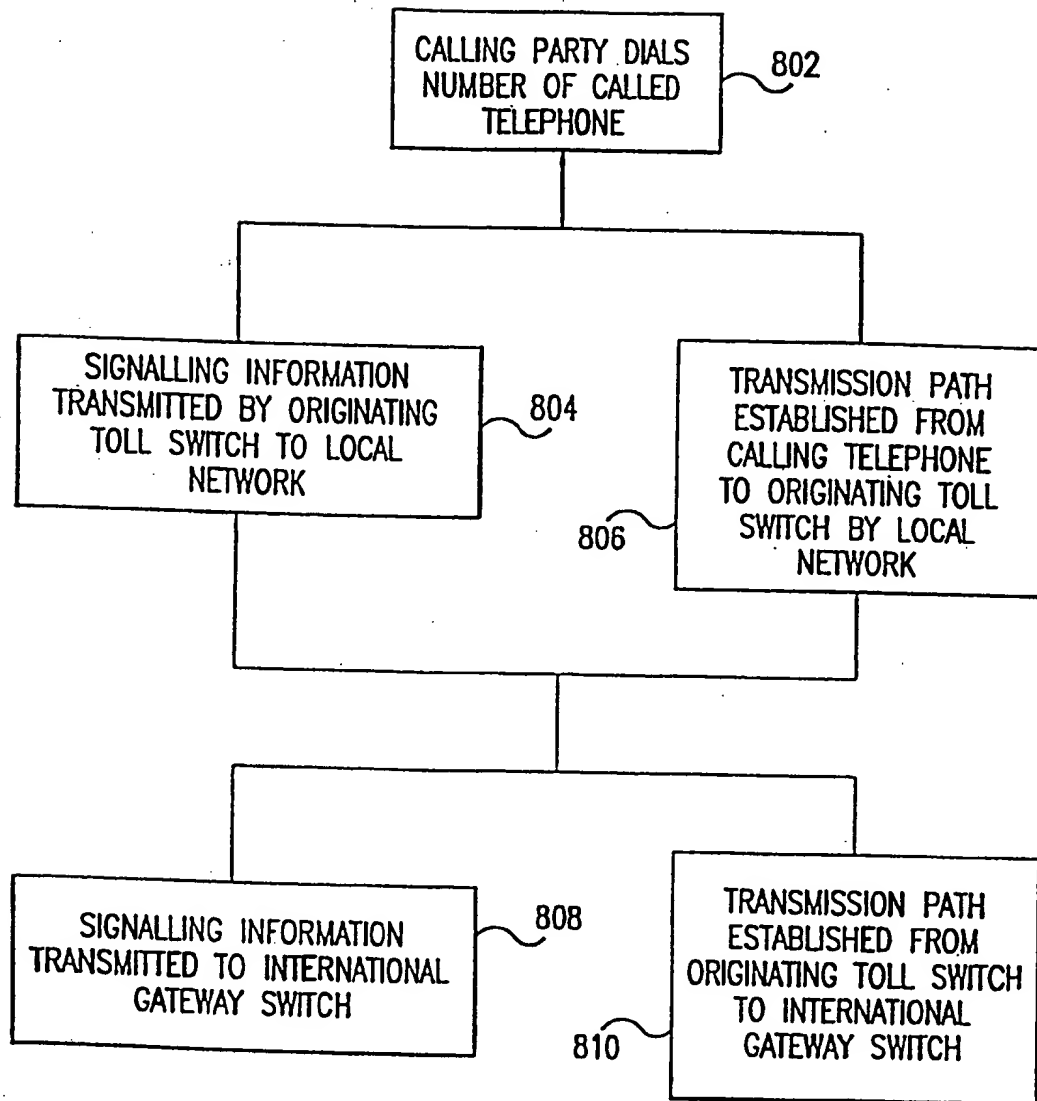 CALLING PARTY DIALS
NUMBER OF CALLED
TELEPHONE
802
SIGNALLING INFORMATION
TRANSMITTED BY ORIGINATING
TOLL SWITCH TO LOCAL
NETWORK
804
TRANSMISSION PATH
ESTABLISHED FROM
CALLING TELEPHONE
TO ORIGINATING TOLL
SWITCH BY LOCAL
NETWORK
806
SIGNALLING INFORMATION
TRANSMITTED TO INTERNATIONAL
GATEWAY SWITCH
808
TRANSMISSION PATH
ESTABLISHED FROM
ORIGINATING TOLL SWITCH
TO INTERNATIONAL
GATEWAY SWITCH
810